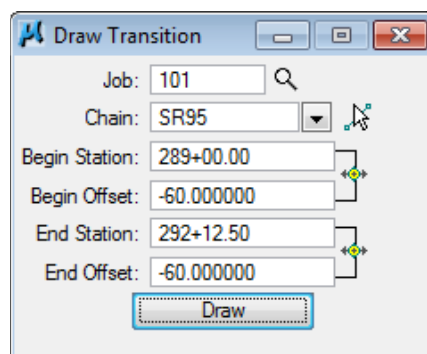 Draw Transition
Job: 101
Chain: SR95
Begin Station: 289+00.00
Begin Offset: -60.000000
End Station: 292+12.50
End Offset: -60.000000
Draw